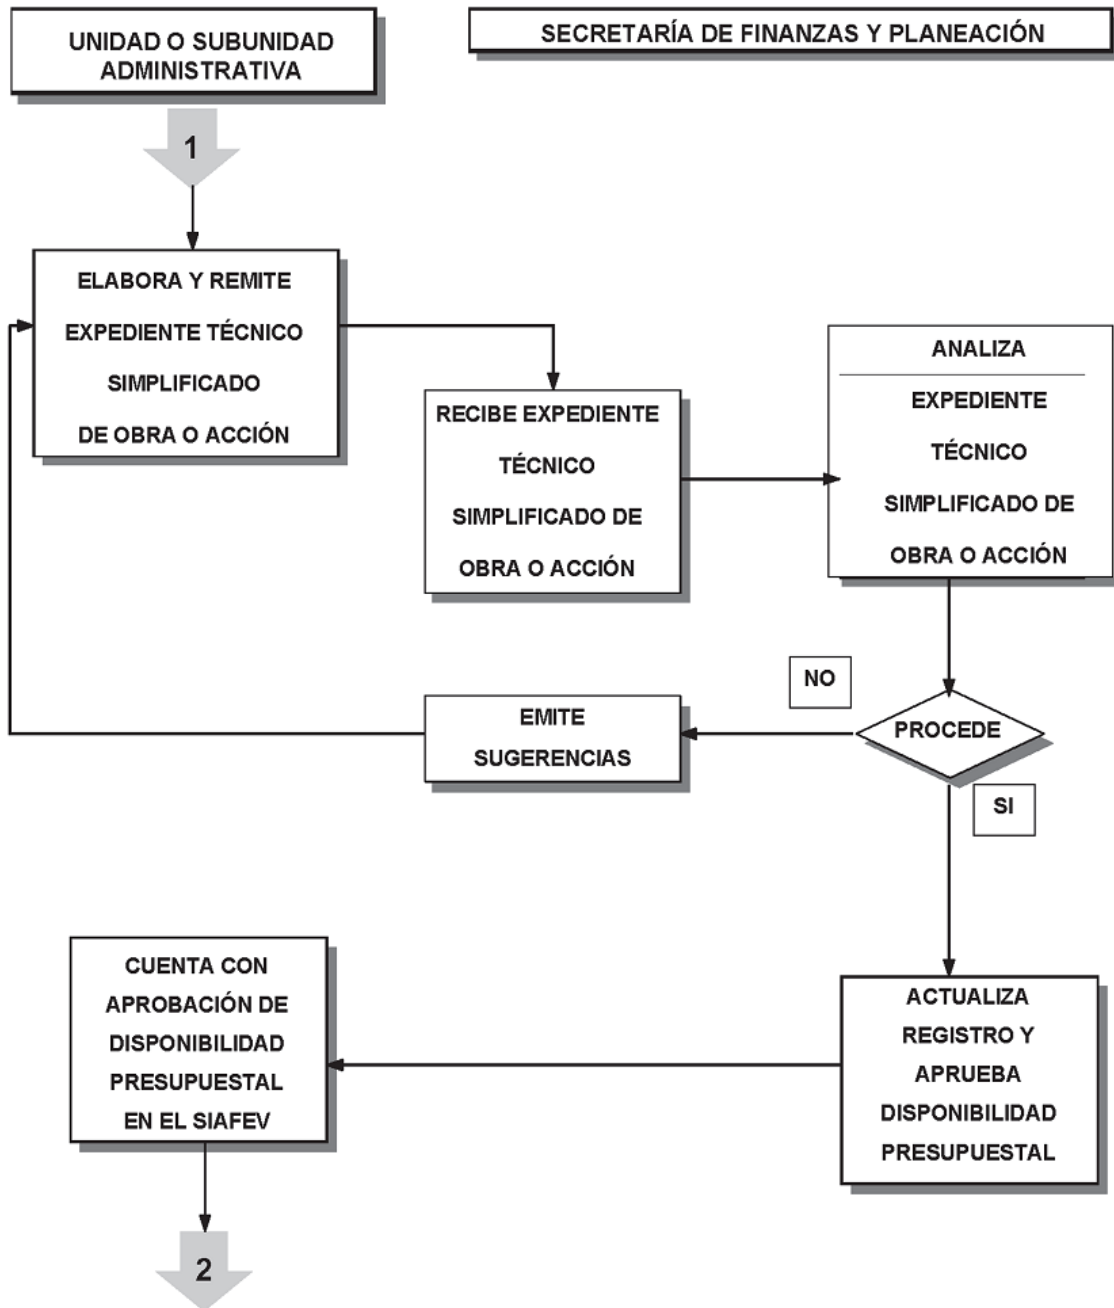 UNIDAD O SUBUNIDAD
ADMINISTRATIVA
SECRETARÍA DE FINANZAS Y PLANEACIÓN
1
ELABORA Y REMITE
EXPEDIENTE TÉCNICO
SIMPLIFICADO
DE OBRA O ACCIÓN
RECIBE EXPEDIENTE
TÉCNICO
SIMPLIFICADO DE
OBRA O ACCIÓN
ANALIZA
EXPEDIENTE
TÉCNICO
SIMPLIFICADO DE
OBRA O ACCIÓN
PROCEDE
NO
EMITE
SUGERENCIAS
SI
ACTUALIZA
REGISTRO Y
APRUEBA
DISPONIBILIDAD
PRESUPUESTAL
CUENTA CON
APROBACIÓN DE
DISPONIBILIDAD
PRESUPUESTAL
EN EL SIAFEV
2